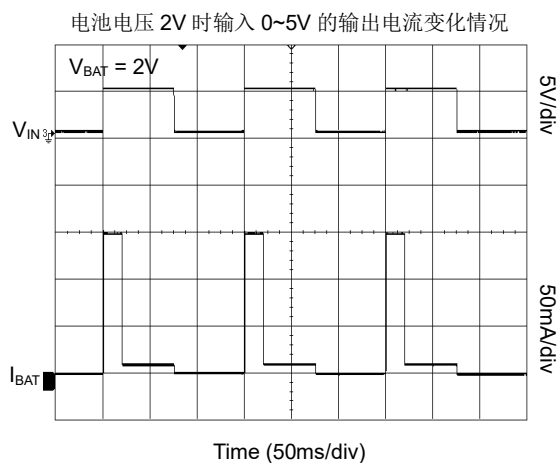 电池电压 2V 时输入 0~5V 的输出电流变化情况
VBAT = 2V
5V/div
VIN 3
50mA/div
IBAT
Time (50ms/div)